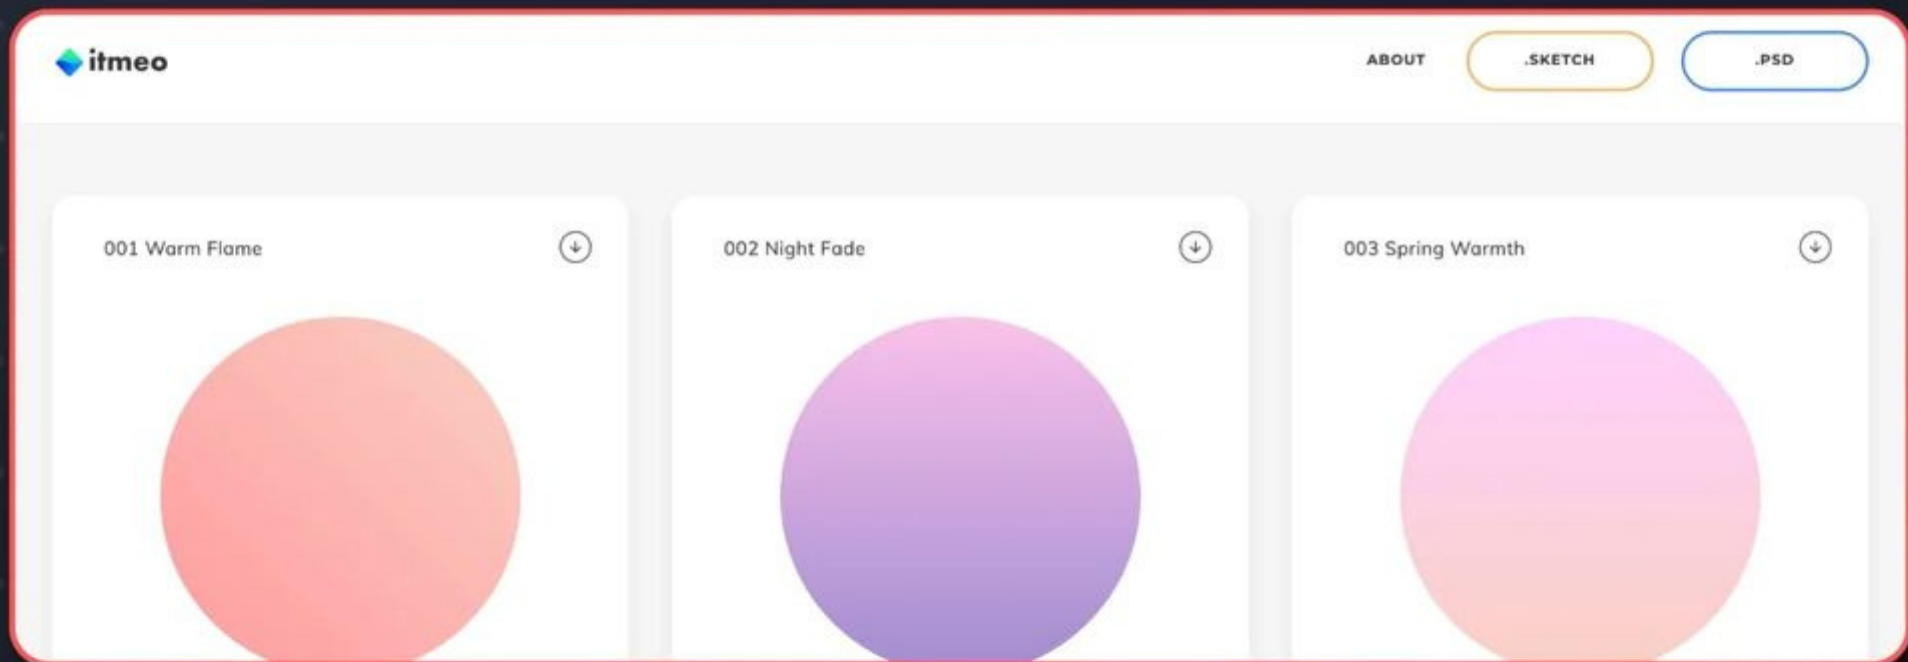 itmeo
ABOUT
.SKETCH
.PSD
001 Warm Flame
002 Night Fade
003 Spring Warmth